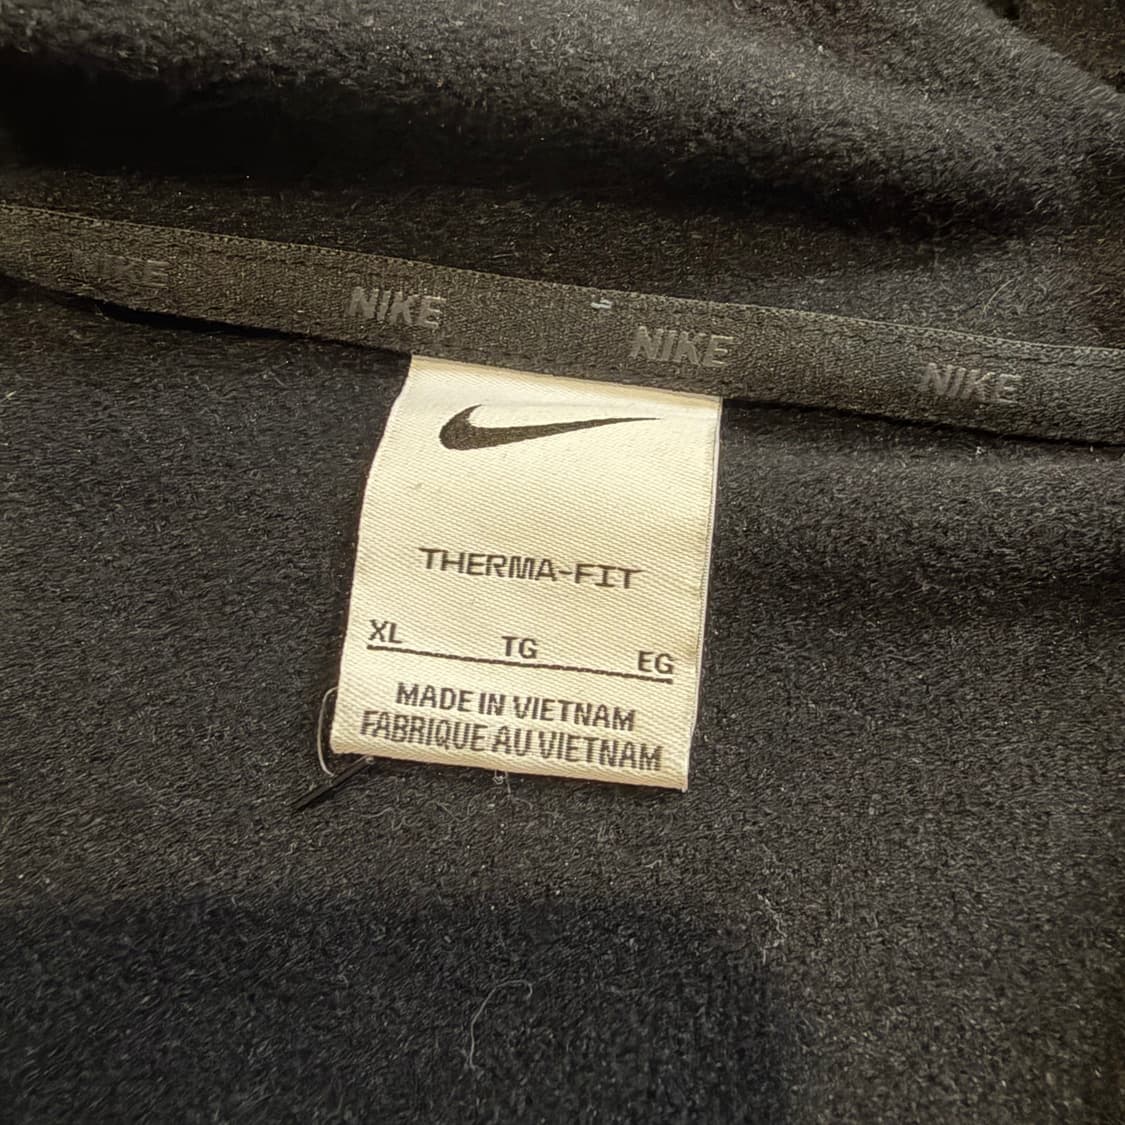 NIKE NIKE NIKE NIKE
THERMA-FIT
XL TG EG
MADE IN VIETNAM
FABRIQUE AU VIETNAM